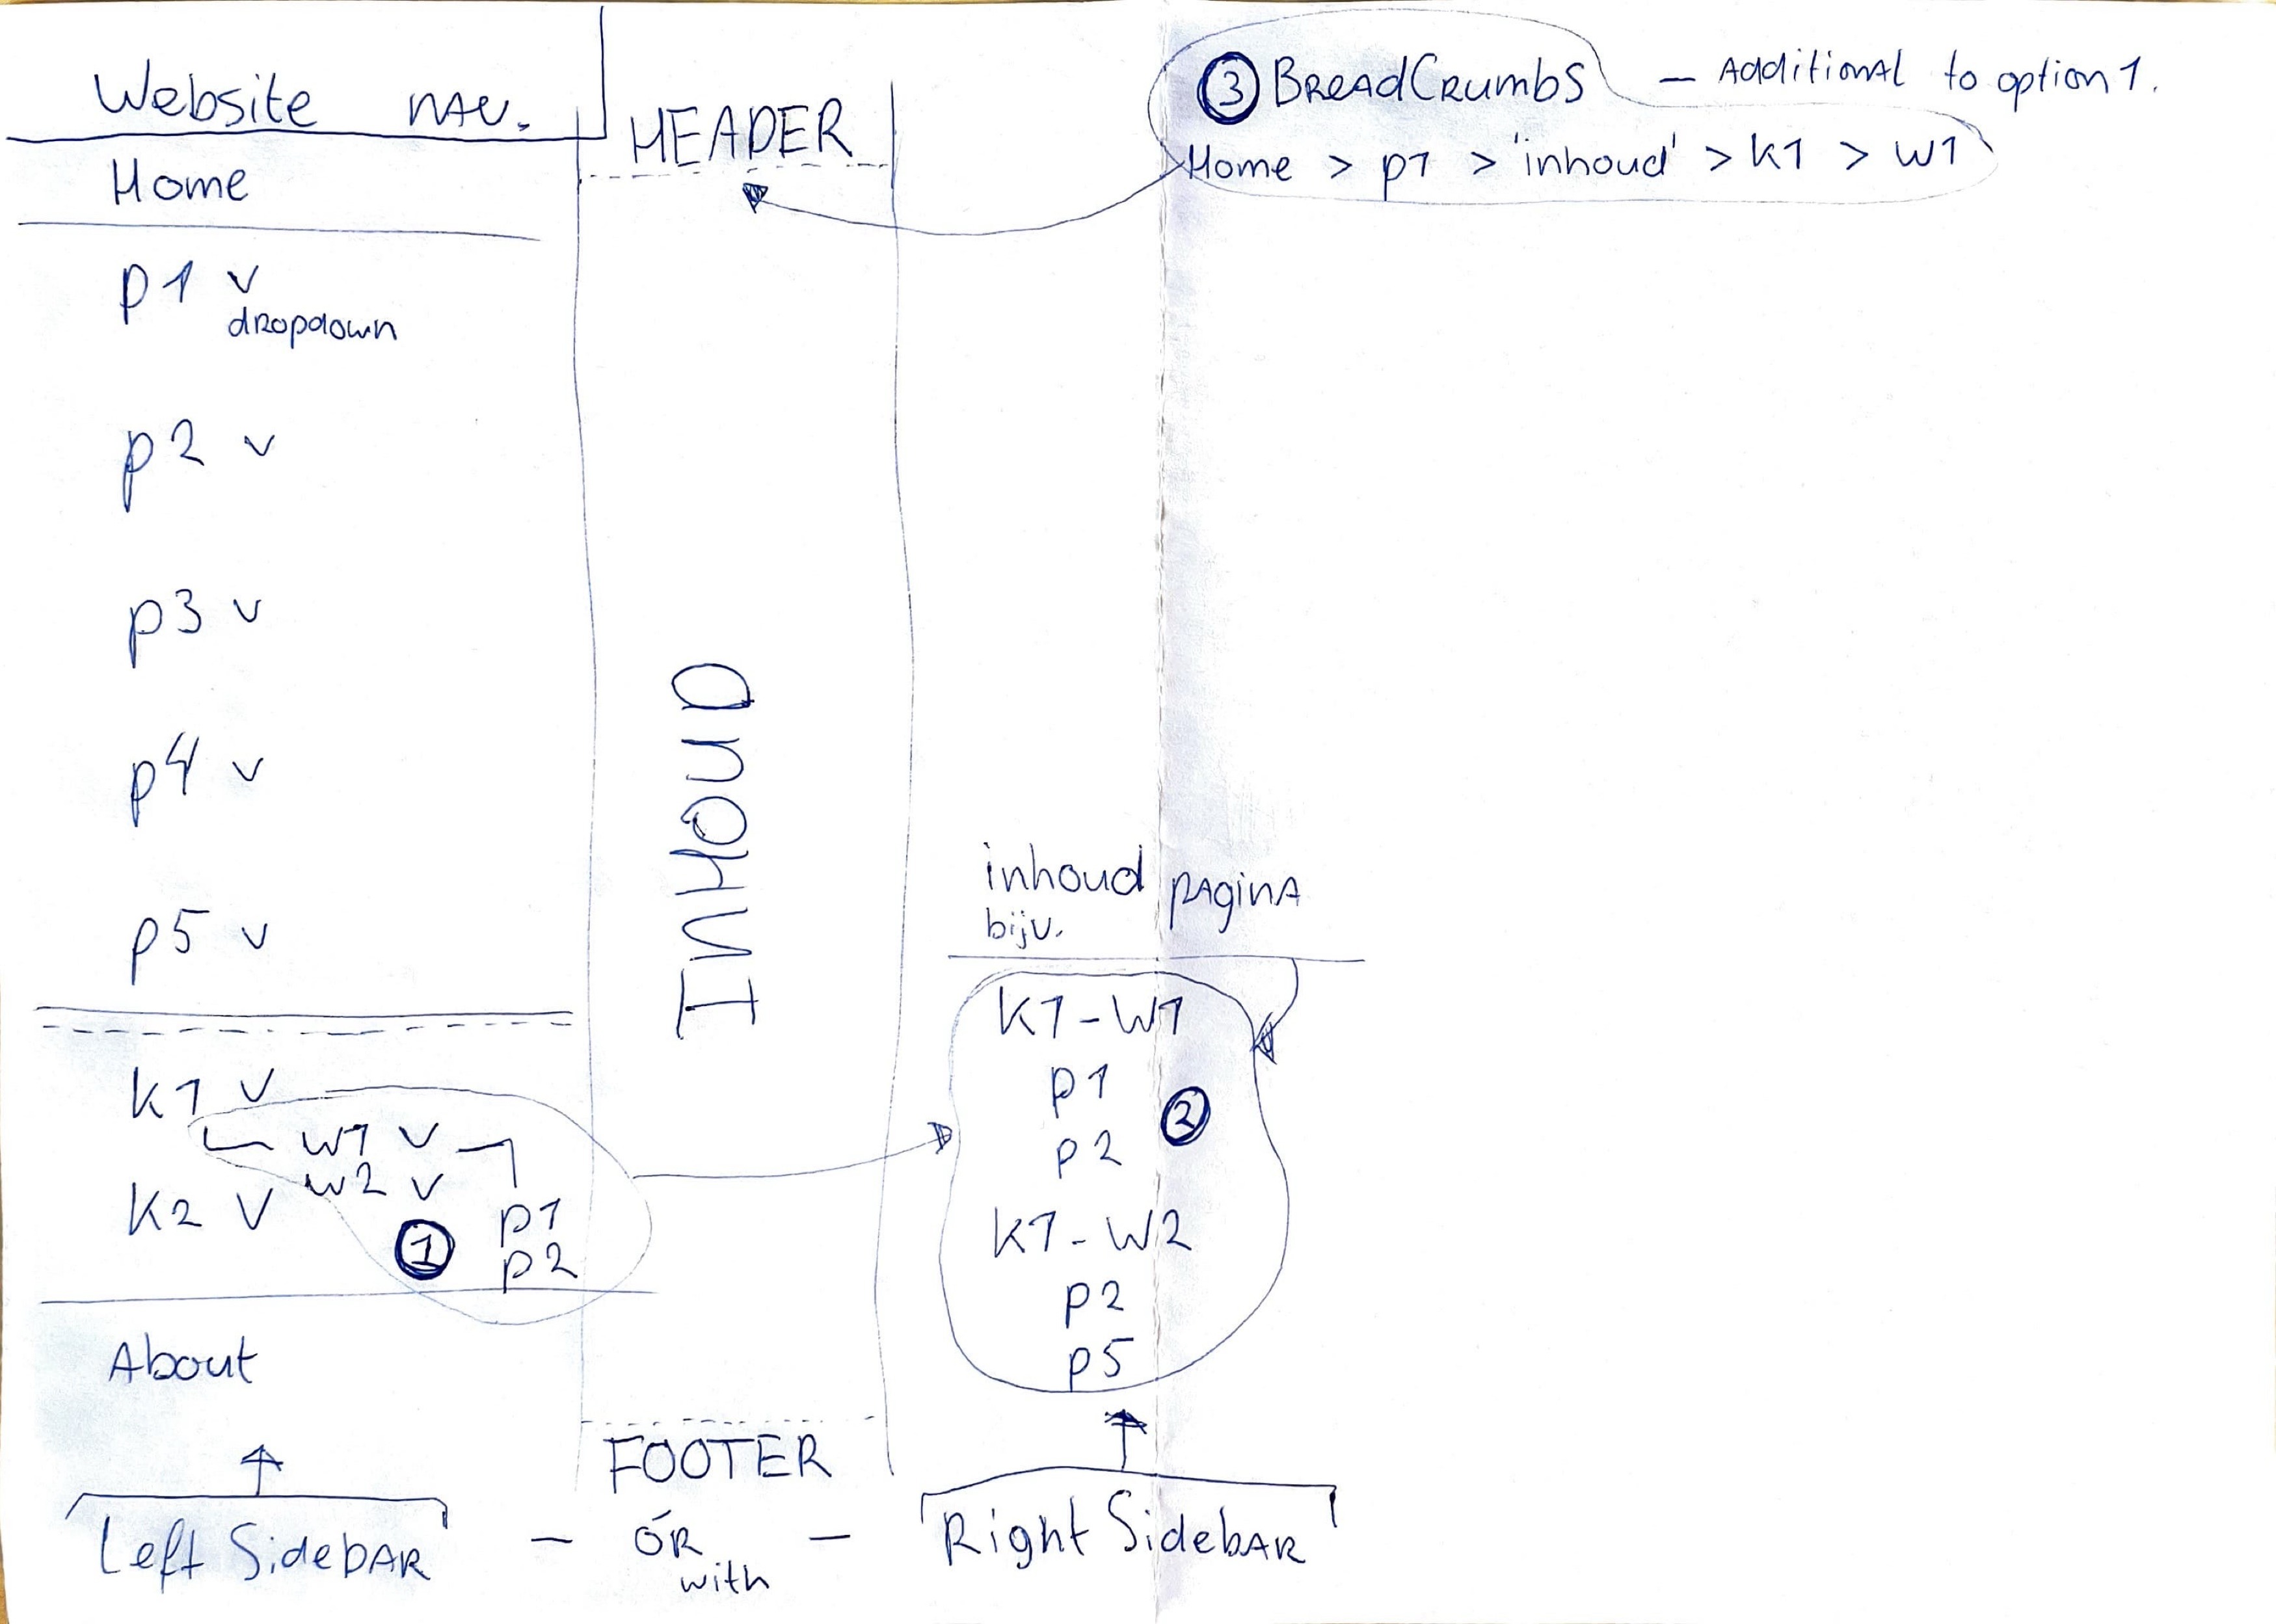 Website nav.
Home
p1 v
dropdown
p2 v
p3 v
p4 v
p5 v
K1 v
w1 v
w2 v
K2 v
① p1
p2
About
Left Sidebar
HEADER
INHOUD
FOOTER
- ÓR -
with
③ BreadCrumbs - Additional to option 1.
Home > p1 > 'inhoud' > K1 > W1
inhoud pagina
bijv.
K1-W1
p1
②
p2
K1-W2
p2
p5
Right Sidebar